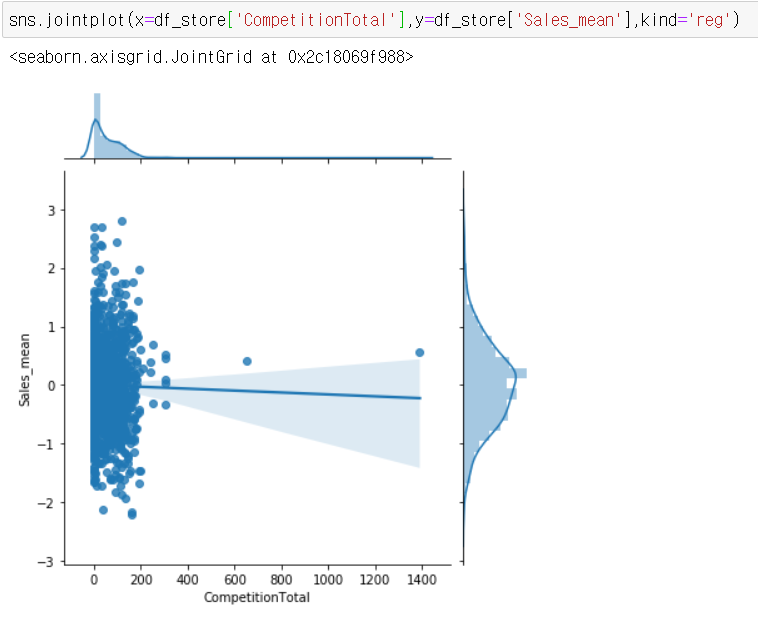 sns.jointplot(x=df_store['CompetitionTotal'],y=df_store['Sales_mean'],kind='reg')
<seaborn.axisgrid.JointGrid at 0x2c18069f988>
3
2
1
0
−1
−2
−3
Sales_mean
0 200 400 600 800 1000 1200 1400
CompetitionTotal